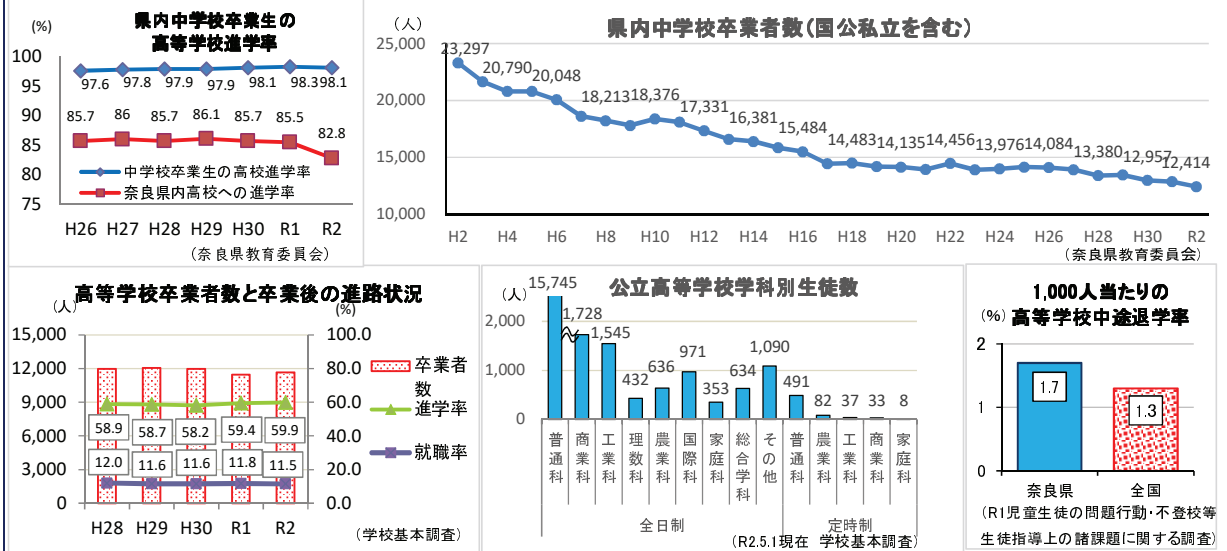 県内中学校卒業生の
高等学校進学率
(%)
100
95
90
85
80
75
97.6
97.8
97.9
97.9
98.1
98.3
98.1
85.7
86
85.7
86.1
85.7
85.5
82.8
中学校卒業生の高校進学率
奈良県内高校への進学率
H26 H27 H28 H29 H30 R1 R2
(奈良県教育委員会)
県内中学校卒業者数(国公私立を含む)
(人)
25,000
20,000
15,000
10,000
23,297
20,790
20,048
18,213
18,376
17,331
16,381
15,484
14,483
14,135
14,456
13,976
14,084
13,380
12,957
12,414
H2 H4 H6 H8 H10 H12 H14 H16 H18 H20 H22 H24 H26 H28 H30 R2
(奈良県教育委員会)
高等学校卒業者数と卒業後の進路状況
(人)
(%)
15,000
12,000
9,000
6,000
3,000
0
100.0
80.0
60.0
40.0
20.0
0.0
58.9 58.7 58.2 59.4 59.9
12.0 11.6 11.6 11.8 11.5
H28 H29 H30 R1 R2
卒業者
数
進学率
就職率
(学校基本調査)
公立高等学校学科別生徒数
(人)
2,000
1,000
0
15,745
1,728
1,545
432
636
971
353
634
1,090
491
82
37
33
8
普通科
商業科
工業科
理数科
農業科
国際科
家庭科
総合学科
その他
普通科
農業科
工業科
商業科
家庭科
全日制
定時制
(R2.5.1現在 学校基本調査)
1,000人当たりの
高等学校中途退学率
(%)
2
1
0
1.7
1.3
奈良県
全国
(R1児童生徒の問題行動・不登校等
生徒指導上の諸課題に関する調査)